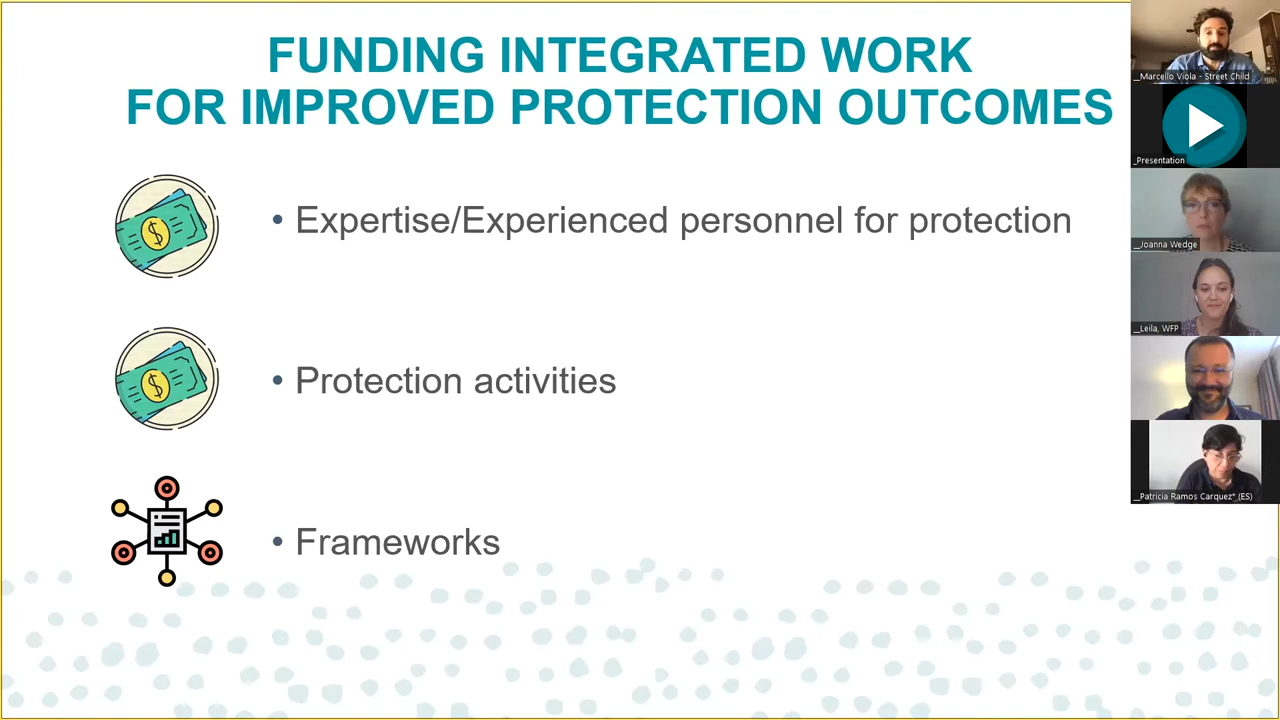 FUNDING INTEGRATED WORK
FOR IMPROVED PROTECTION OUTCOMES
• Expertise/Experienced personnel for protection
• Protection activities
• Frameworks
$
$
_Marcello Viola - Street Child
_Presentation
_Joanna Wedge
_Leila, WFP
_Patricia Ramos Carquez* (ES)